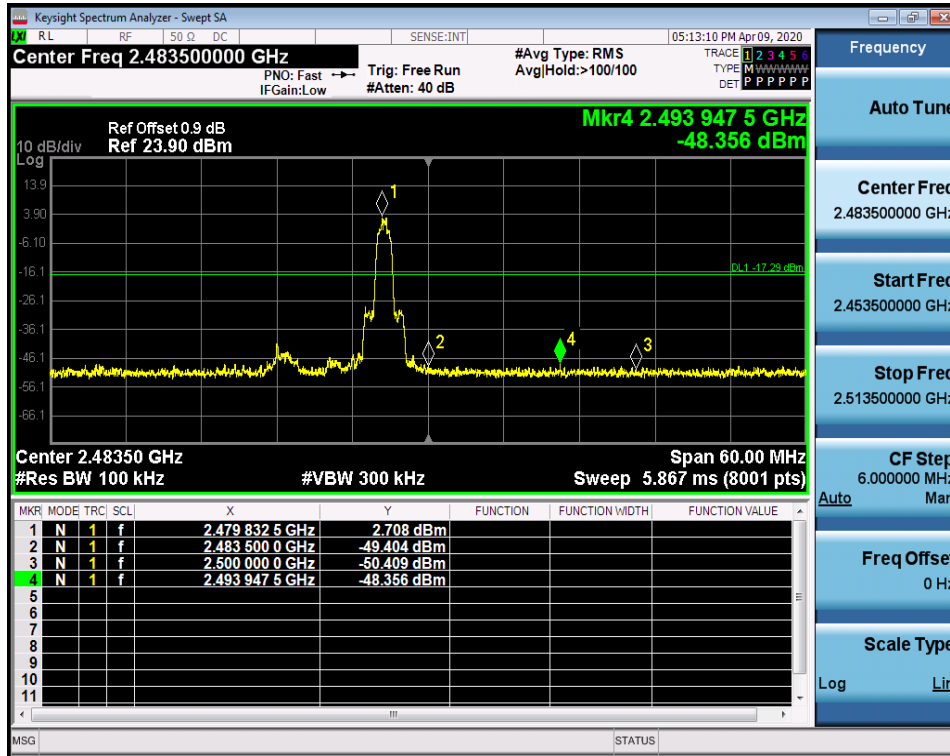 Keysight Spectrum Analyzer - Swept SA
LXI RL RF 50 Ω DC SENSE:INT 05:13:10 PM Apr 09, 2020
Center Freq 2.483500000 GHz
PNO: Fast
IFGain:Low
Trig: Free Run
#Atten: 40 dB
#Avg Type: RMS
Avg|Hold:>100/100
TRACE 1 2 3 4 5 6
TYPE M W W W W W
DET P P P P P P
Mkr4 2.493 947 5 GHz
-48.356 dBm
Ref Offset 0.9 dB
10 dB/div Ref 23.90 dBm
Log
13.9
3.90
-6.10
-16.1
-26.1
-36.1
-46.1
-56.1
-66.1
DL1 -17.29 dBm
1
2
4
3
Center 2.48350 GHz Span 60.00 MHz
#Res BW 100 kHz #VBW 300 kHz Sweep 5.867 ms (8001 pts)
MKR MODE TRC SCL X Y FUNCTION FUNCTION WIDTH FUNCTION VALUE
1 N 1 f 2.479 832 5 GHz 2.708 dBm
2 N 1 f 2.483 500 0 GHz -49.404 dBm
3 N 1 f 2.500 000 0 GHz -50.409 dBm
4 N 1 f 2.493 947 5 GHz -48.356 dBm
5
6
7
8
9
10
11
MSG STATUS
Frequency
Auto Tune
Center Freq
2.483500000 GHz
Start Freq
2.453500000 GHz
Stop Freq
2.513500000 GHz
CF Step
6.000000 MHz
Auto Man
Freq Offset
0 Hz
Scale Type
Log Lin